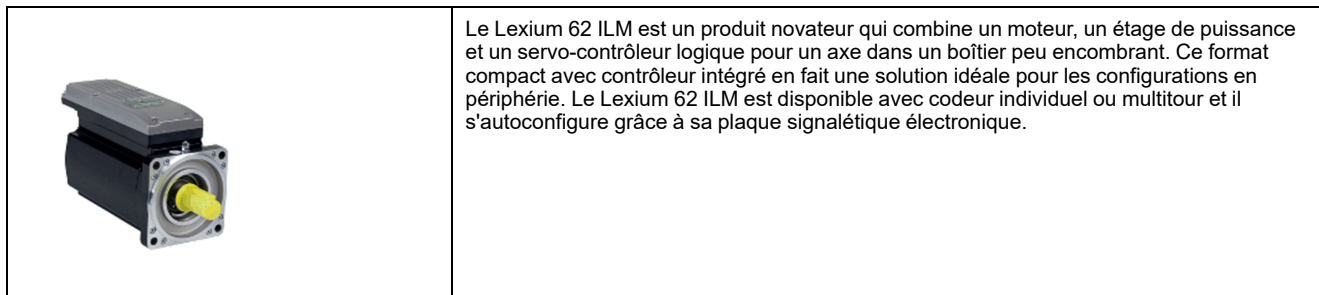 Le Lexium 62 ILM est un produit novateur qui combine un moteur, un étage de puissance
et un servo-contrôleur logique pour un axe dans un boîtier peu encombrant. Ce format
compact avec contrôleur intégré en fait une solution idéale pour les configurations en
périphérie. Le Lexium 62 ILM est disponible avec codeur individuel ou multitour et il
s'autoconfigure grâce à sa plaque signalétique électronique.